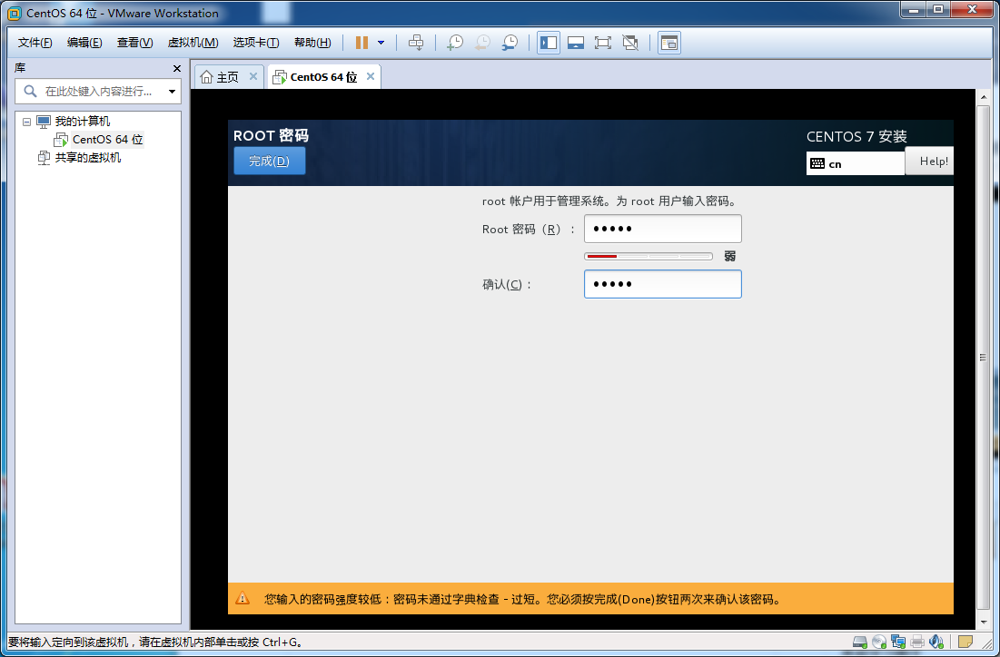 CentOS 64 位 - VMware Workstation
文件(F) 编辑(E) 查看(V) 虚拟机(M) 选项卡(T) 帮助(H)
库
在此处键入内容进行...
我的计算机
CentOS 64 位
共享的虚拟机
主页 CentOS 64 位
ROOT 密码
完成(D)
CENTOS 7 安装
cn
Help!
root 帐户用于管理系统。为 root 用户输入密码。
Root 密码（R）：
弱
确认(C)：
您输入的密码强度较低：密码未通过字典检查 - 过短。您必须按完成(Done)按钮两次来确认该密码。
要将输入定向到该虚拟机，请在虚拟机内部单击或按 Ctrl+G。